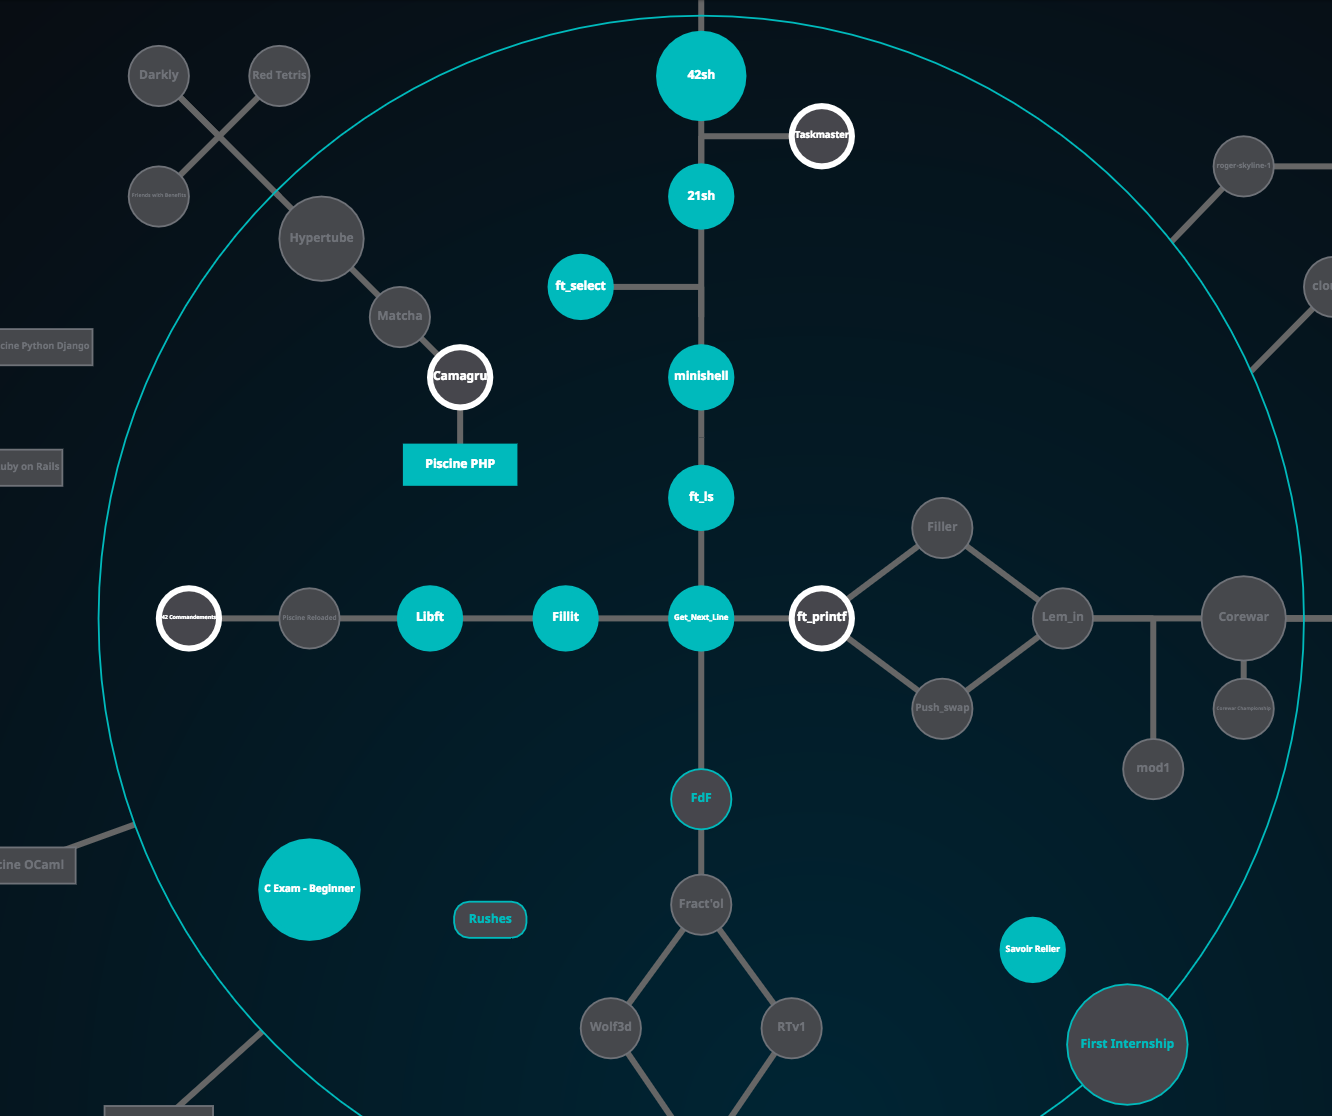 42sh
Darkly
Red Tetris
Taskmaster
roger-skyline-1
Friends with Benefits
21sh
Hypertube
ft_select
clou
Matcha
cine Python Django
Camagru
minishell
Piscine PHP
uby on Rails
ft_ls
Filler
42 Commandements
Piscine Reloaded
Libft
Fillit
Get_Next_Line
ft_printf
Lem_in
Corewar
Push_swap
Corewar Championship
mod1
FdF
cine OCaml
C Exam - Beginner
Fract'ol
Rushes
Savoir Relier
Wolf3d
RTv1
First Internship